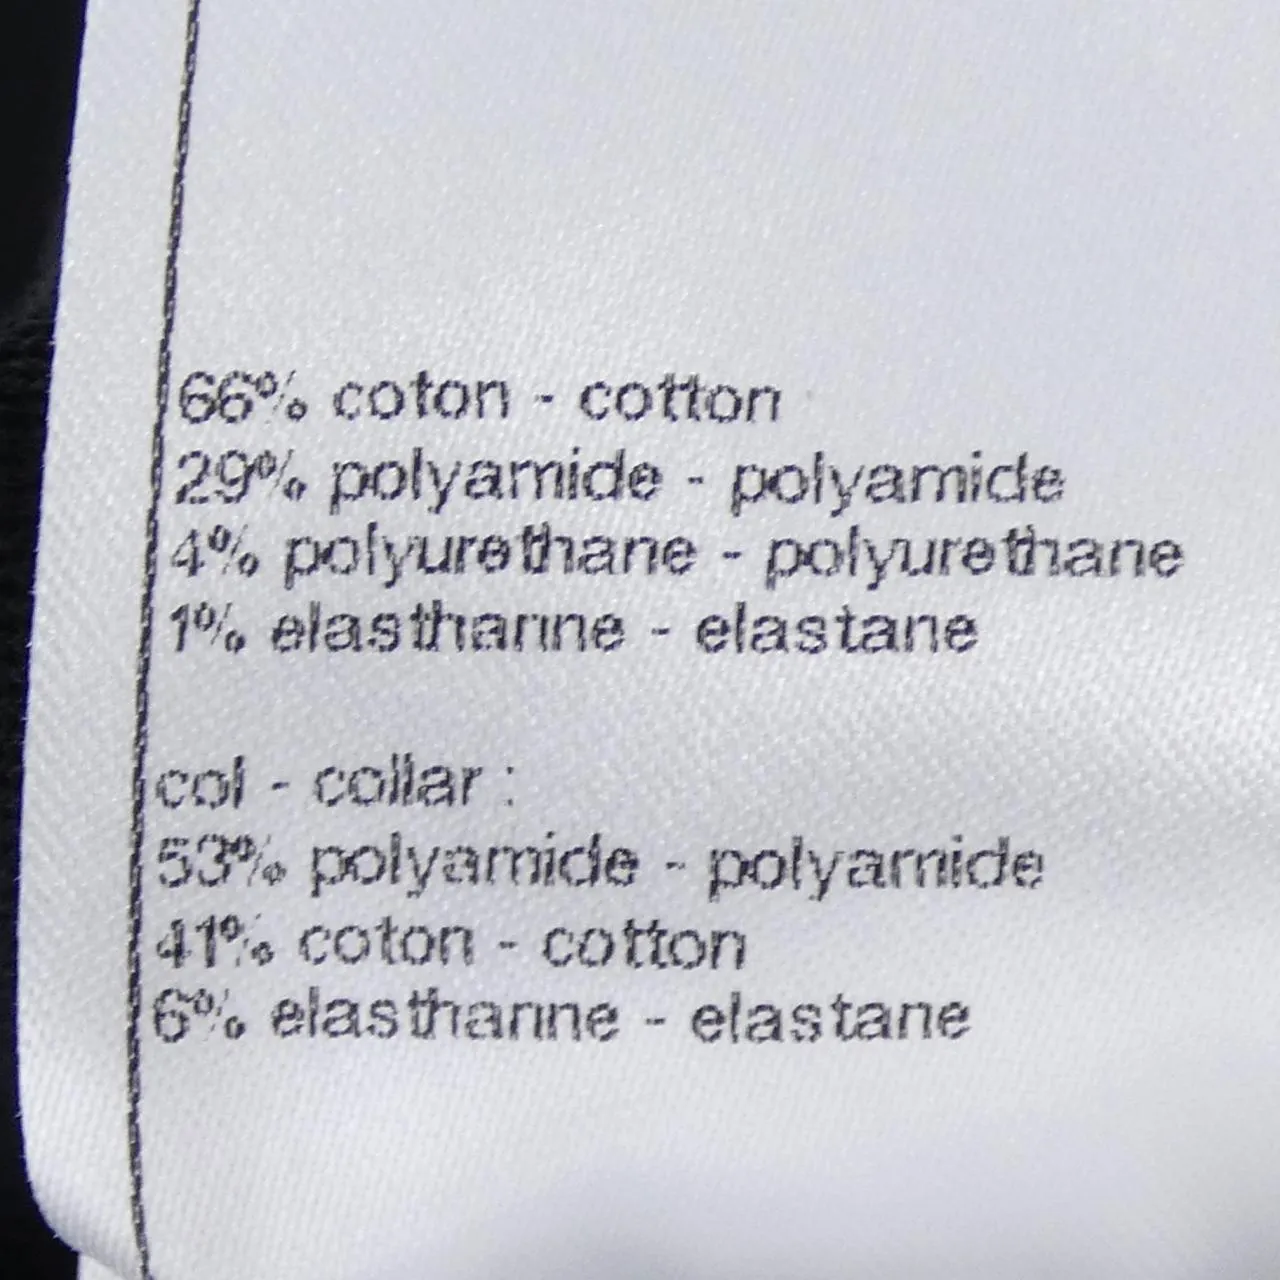 66% coton - cotton
29% polyamide - polyamide
4% polyurethane - polyurethane
1% elasthanne - elastane
col - collar :
53% polyamide - polyamide
41% coton - cotton
6% elasthanne - elastane